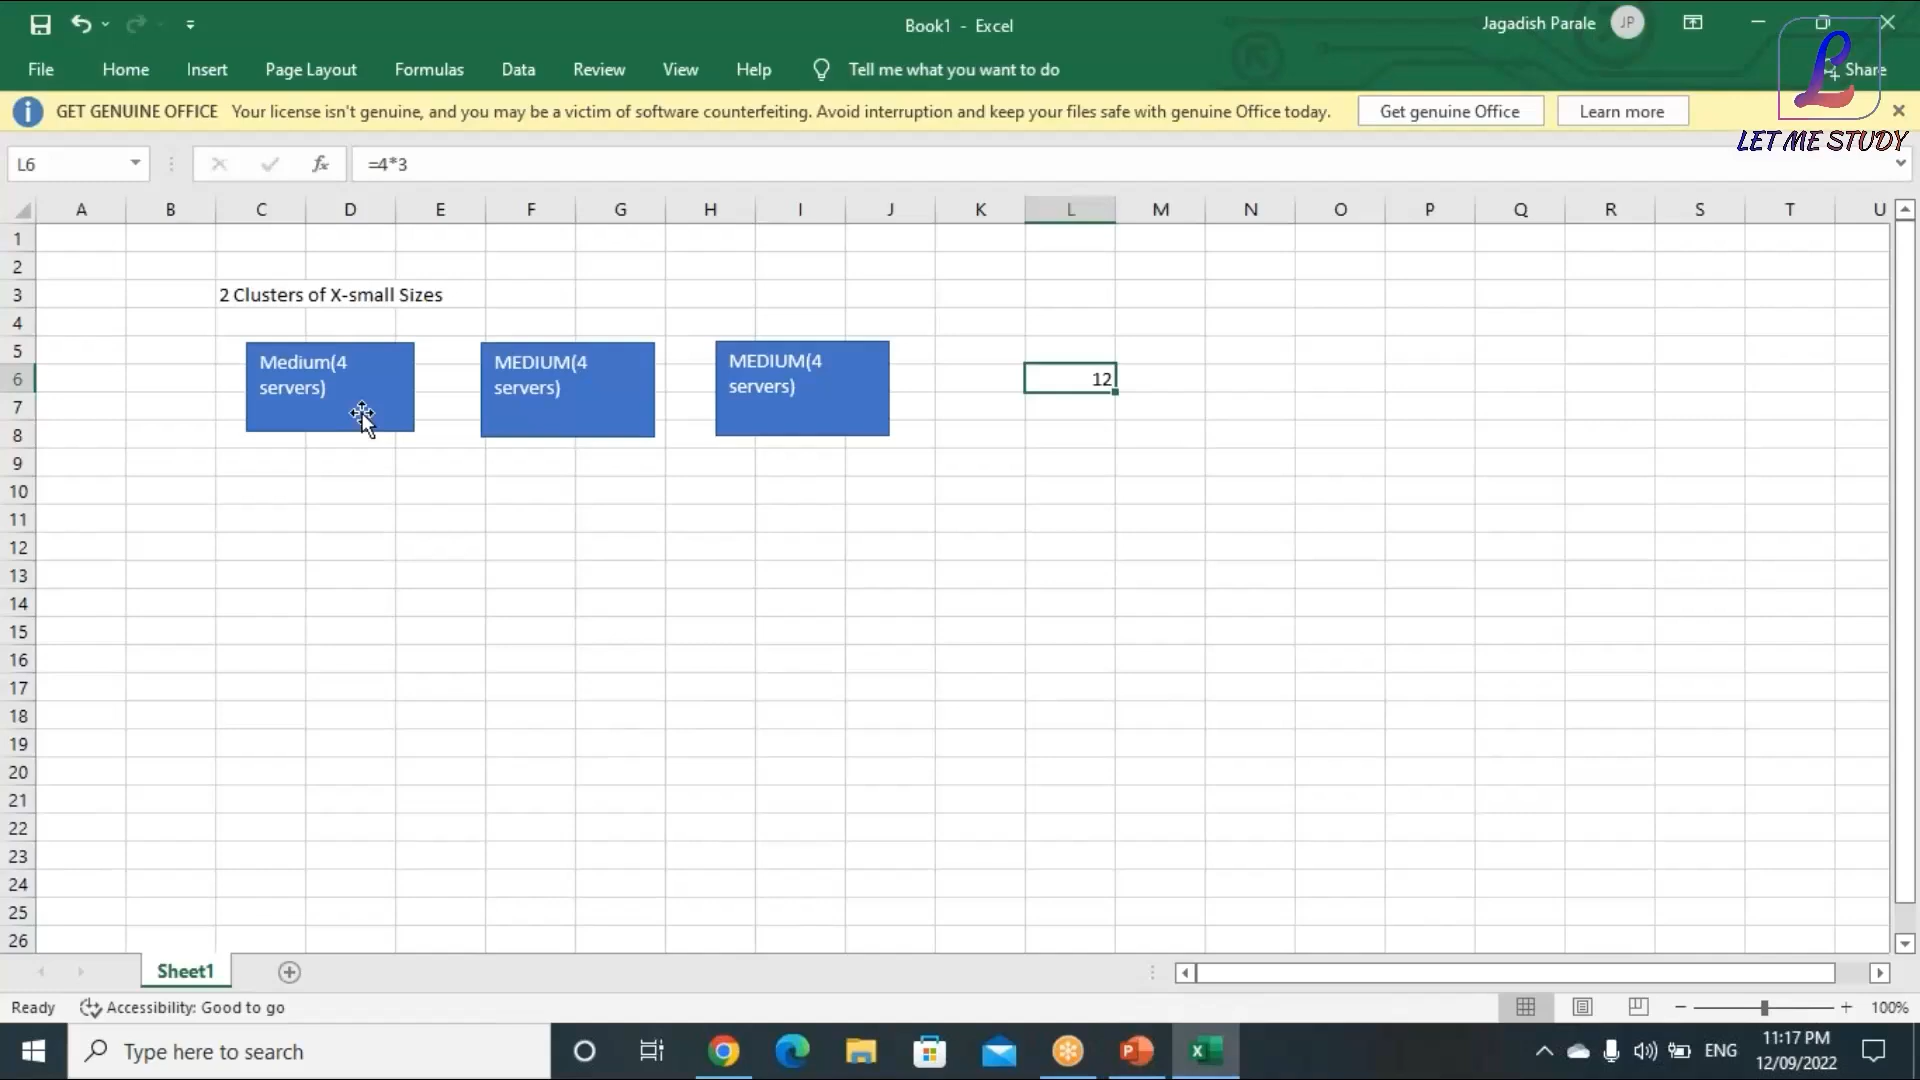 Book1 - Excel
Jagadish Parale
JP
File Home Insert Page Layout Formulas Data Review View Help Tell me what you want to do
Share
GET GENUINE OFFICE Your license isn't genuine, and you may be a victim of software counterfeiting. Avoid interruption and keep your files safe with genuine Office today.
Get genuine Office
Learn more
LET ME STUDY
L6
fx
=4*3
A B C D E F G H I J K L M N O P Q R S T U
1
2
3
2 Clusters of X-small Sizes
4
5
Medium(4
servers)
MEDIUM(4
servers)
MEDIUM(4
servers)
6
12
7
8
9
10
11
12
13
14
15
16
17
18
19
20
21
22
23
24
25
26
Sheet1
Ready
Accessibility: Good to go
100%
Type here to search
ENG
11:17 PM
12/09/2022